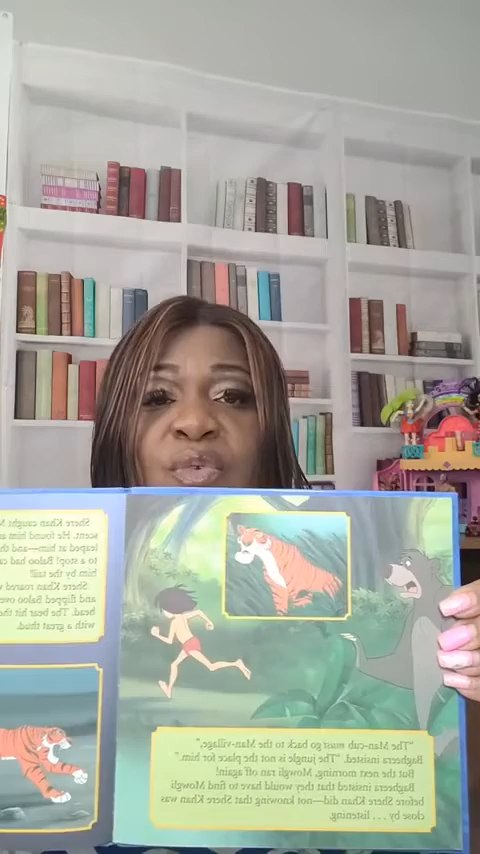 "The Man-cub must go back to the Man-village,"
Bagheera insisted. "The jungle is not the place for him."
But the next morning, Mowgli ran off again!
Bagheera insisted that they would have to find Mowgli
before Shere Khan did—not knowing that Shere Khan was
close by . . . listening.
Shere Khan caught
scent. He found him
leaped at him—and
to a stop! Baloo had
him by the tail!
Shere Khan roared
and flipped Baloo
head. The bear hit the
with a great thud.